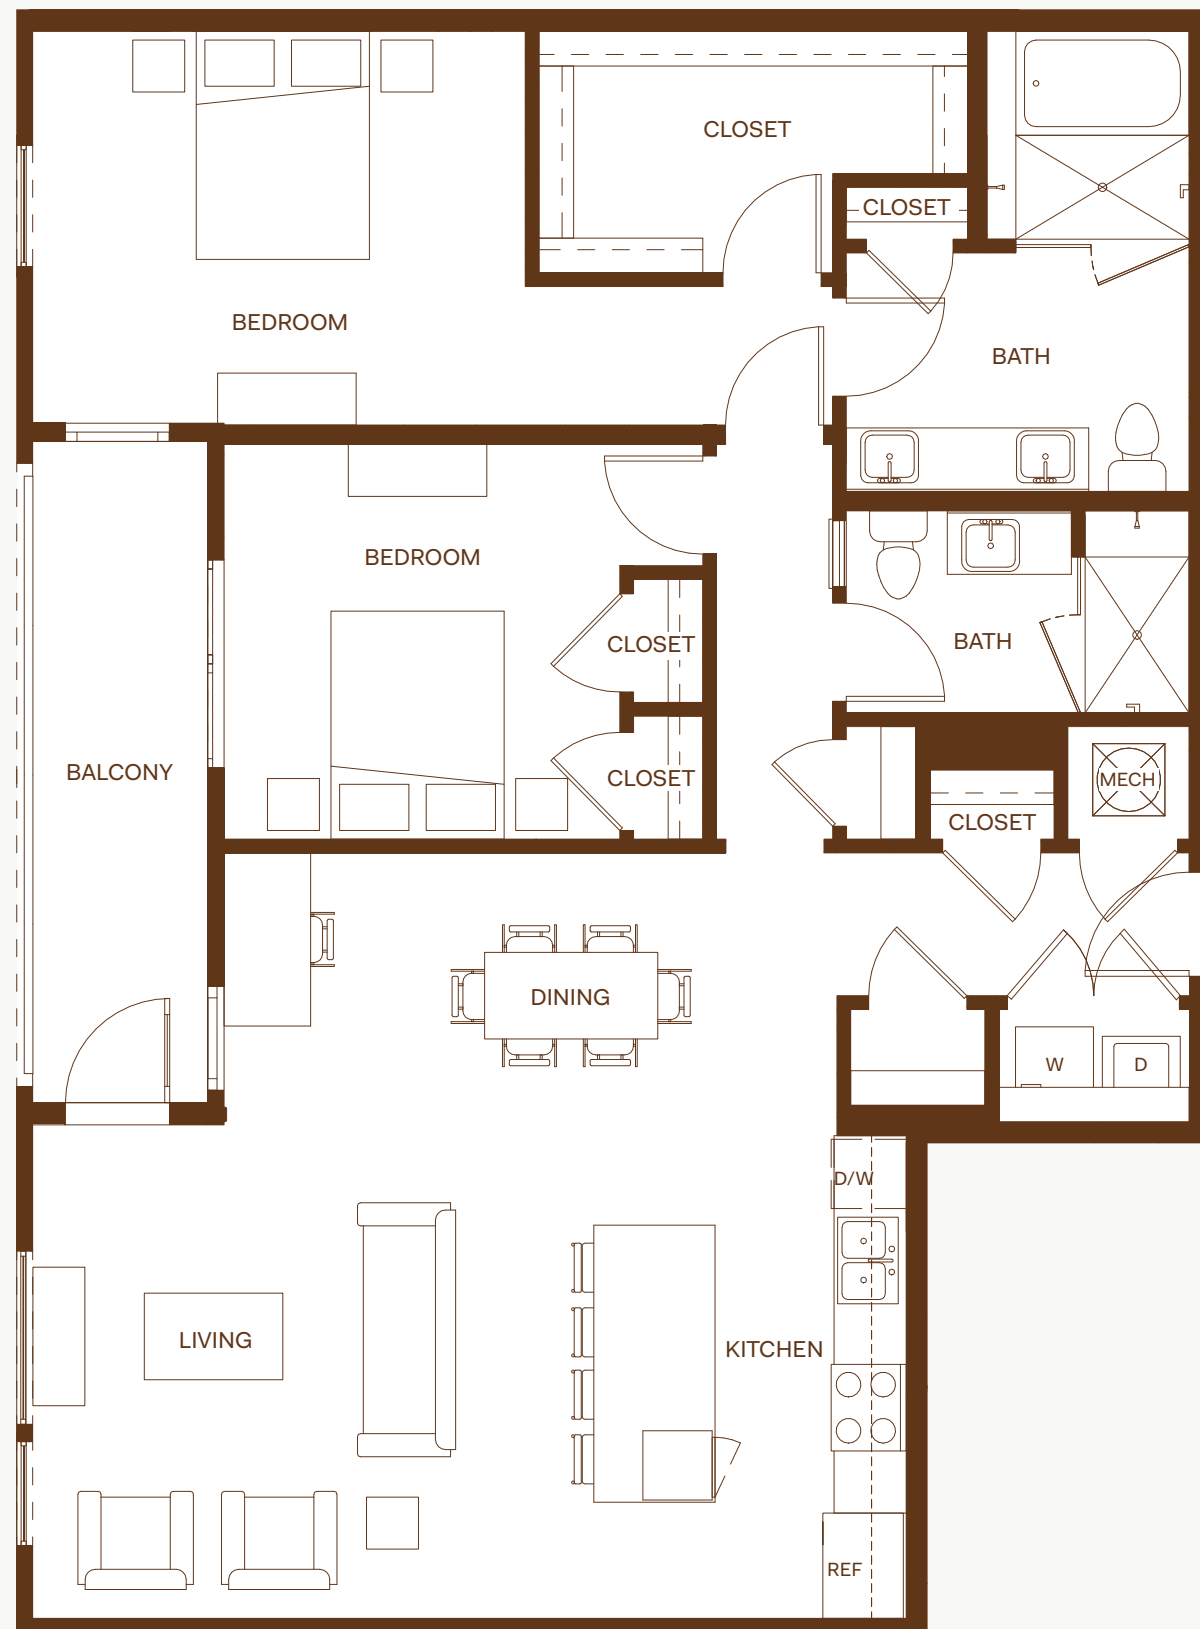 CLOSET
CLOSET
BEDROOM
BATH
BEDROOM
BATH
CLOSET
BALCONY
CLOSET
MECH
CLOSET
DINING
W
D
D/W
LIVING
KITCHEN
REF